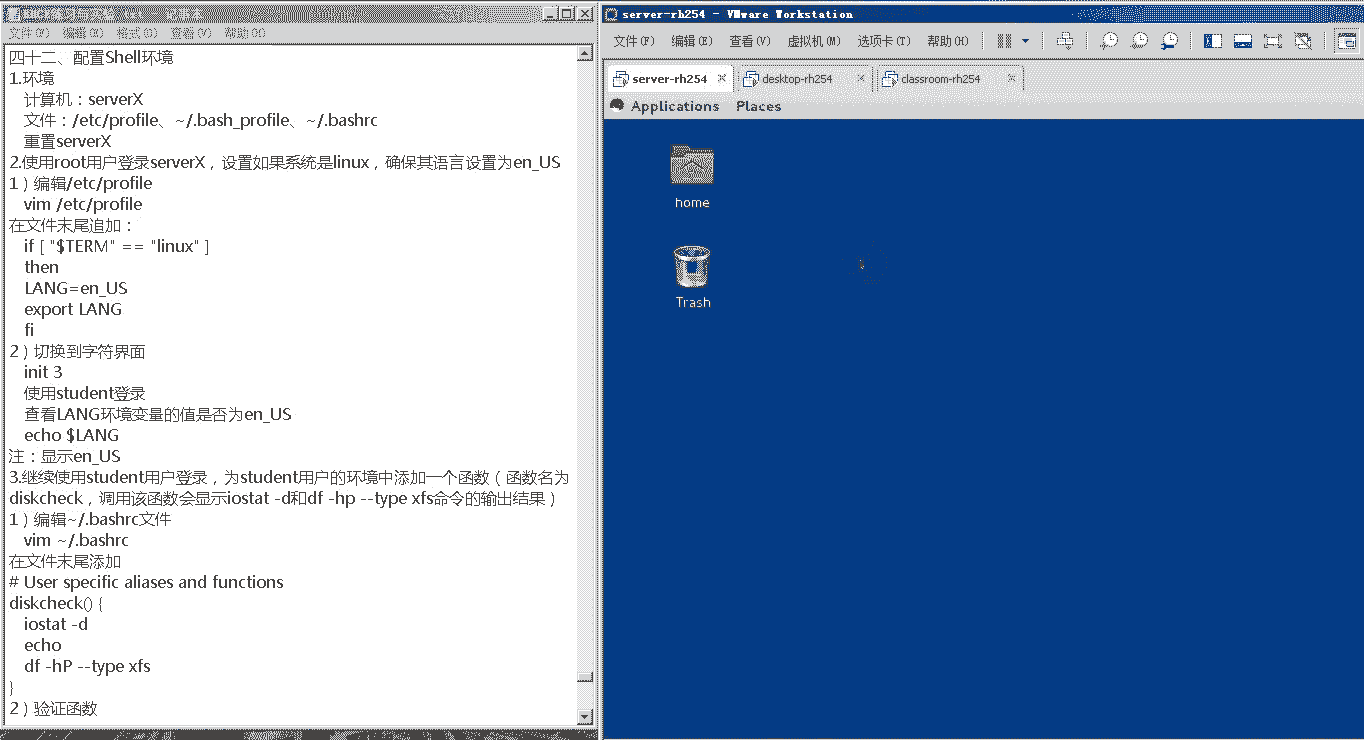 记事本
文件(F) 编辑(E) 格式(O) 查看(V) 帮助(H)
四十二、配置Shell环境
1.环境
计算机：serverX
文件：/etc/profile、~/.bash_profile、~/.bashrc
重置serverX
2.使用root用户登录serverX，设置如果系统是linux，确保其语言设置为en_US
1）编辑/etc/profile
vim /etc/profile
在文件末尾追加：
if [ "$TERM" == "linux" ]
then
LANG=en_US
export LANG
fi
2）切换到字符界面
init 3
使用student登录
查看LANG环境变量的值是否为en_US
echo $LANG
注：显示en_US
3.继续使用student用户登录，为student用户的环境中添加一个函数（函数名为
diskcheck，调用该函数会显示iostat -d和df -hp --type xfs命令的输出结果）
1）编辑~/.bashrc文件
vim ~/.bashrc
在文件末尾添加
# User specific aliases and functions
diskcheck() {
iostat -d
echo
df -hP --type xfs
}
2）验证函数
server-rh254 - VMware Workstation
文件(F) 编辑(E) 查看(V) 虚拟机(M) 选项卡(T) 帮助(H)
server-rh254 desktop-rh254 classroom-rh254
Applications Places
home
Trash